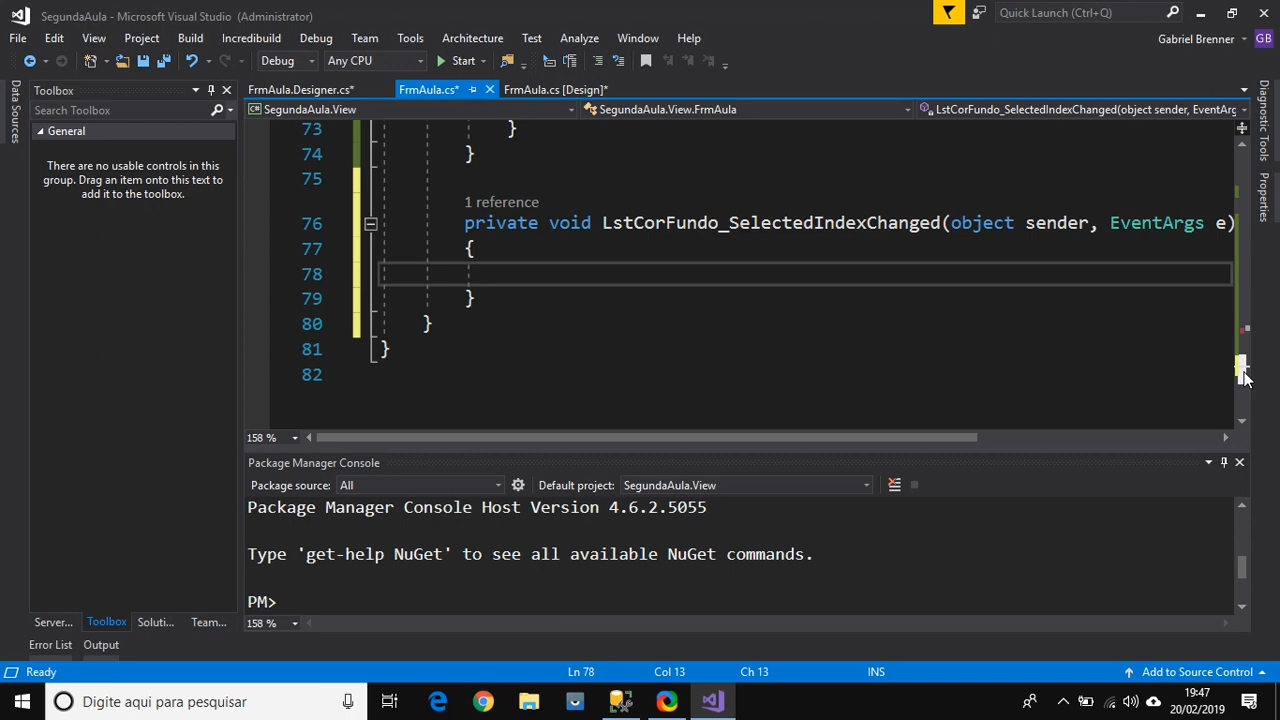 SegundaAula - Microsoft Visual Studio (Administrator)
Quick Launch (Ctrl+Q)
File Edit View Project Build Incredibuild Debug Team Tools Architecture Test Analyze Window Help
Gabriel Brenner GB
Debug Any CPU Start
Data Sources
Toolbox
Search Toolbox
General
There are no usable controls in this
group. Drag an item onto this text to
add it to the toolbox.
FrmAula.Designer.cs* FrmAula.cs* FrmAula.cs [Design]*
SegundaAula.View SegundaAula.View.FrmAula LstCorFundo_SelectedIndexChanged(object sender, EventArg
73 }
74 }
75
1 reference
76 private void LstCorFundo_SelectedIndexChanged(object sender, EventArgs e)
77 {
78
79 }
80 }
81 }
82
158 %
Diagnostic Tools
Properties
Package Manager Console
Package source: All Default project: SegundaAula.View
Package Manager Console Host Version 4.6.2.5055
Type 'get-help NuGet' to see all available NuGet commands.
PM>
158 %
Server... Toolbox Soluti... Team...
Error List Output
Ready Ln 78 Col 13 Ch 13 INS Add to Source Control
Digite aqui para pesquisar
19:47
20/02/2019